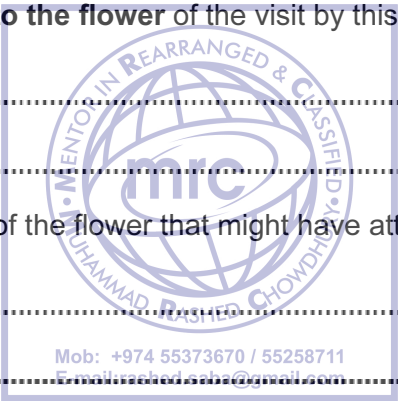 o the flower of the visit by this
MENTOR IN REARRANGED & CLASSIFIED
mrc
of the flower that might have att
MUHAMMAD RASHED CHOWDHURY
Mob: +974 55373670 / 55258711
E-mail:rashed.saba@gmail.com